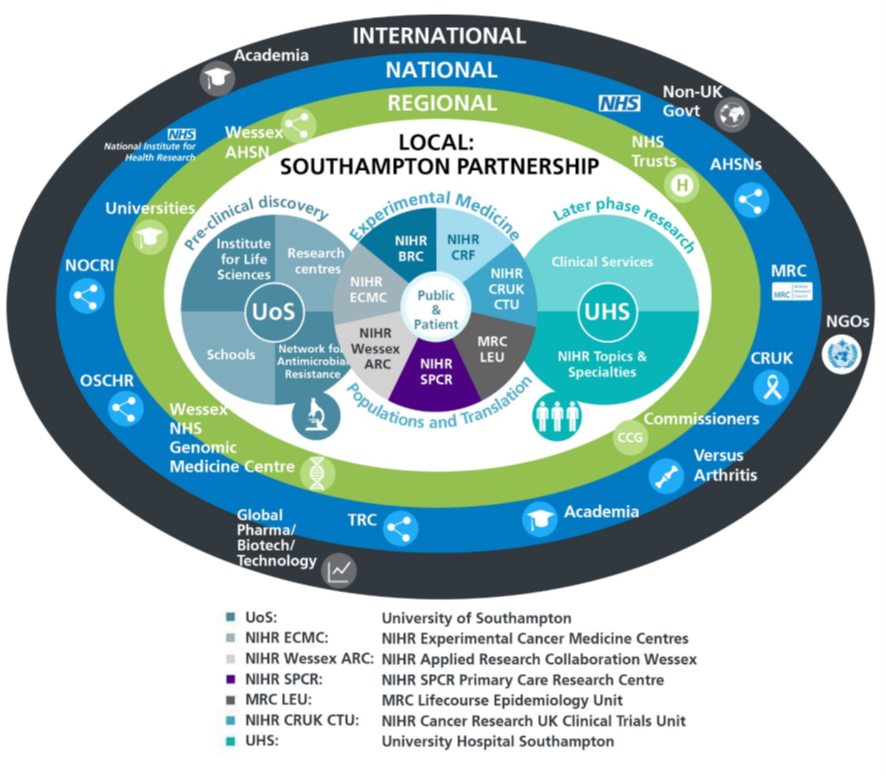 INTERNATIONAL
Academia
NATIONAL
REGIONAL
NHS
Non-UK
Govt
NHS
National Institute for
Health Research
Wessex
AHSN
LOCAL:
SOUTHAMPTON PARTNERSHIP
NHS
Trusts
H
AHSNs
Universities
Pre-clinical discovery
Experimental Medicine
Later phase research
Institute
for Life
Sciences
Research
centres
UoS
Schools
Network for
Antimicrobial
Resistance
NIHR
BRC
NIHR
CRF
NIHR
ECMC
NIHR
CRUK
CTU
Public
&
Patient
NIHR
Wessex
ARC
NIHR
SPCR
MRC
LEU
Populations and Translation
Clinical Services
UHS
NIHR Topics &
Specialties
NOCRI
MRC
MRC
NGOs
OSCHR
CRUK
Wessex
NHS
Genomic
Medicine Centre
Commissioners
CCG
Versus
Arthritis
Global
Pharma/
Biotech/
Technology
TRC
Academia
UoS: University of Southampton
NIHR ECMC: NIHR Experimental Cancer Medicine Centres
NIHR Wessex ARC: NIHR Applied Research Collaboration Wessex
NIHR SPCR: NIHR SPCR Primary Care Research Centre
MRC LEU: MRC Lifecourse Epidemiology Unit
NIHR CRUK CTU: NIHR Cancer Research UK Clinical Trials Unit
UHS: University Hospital Southampton